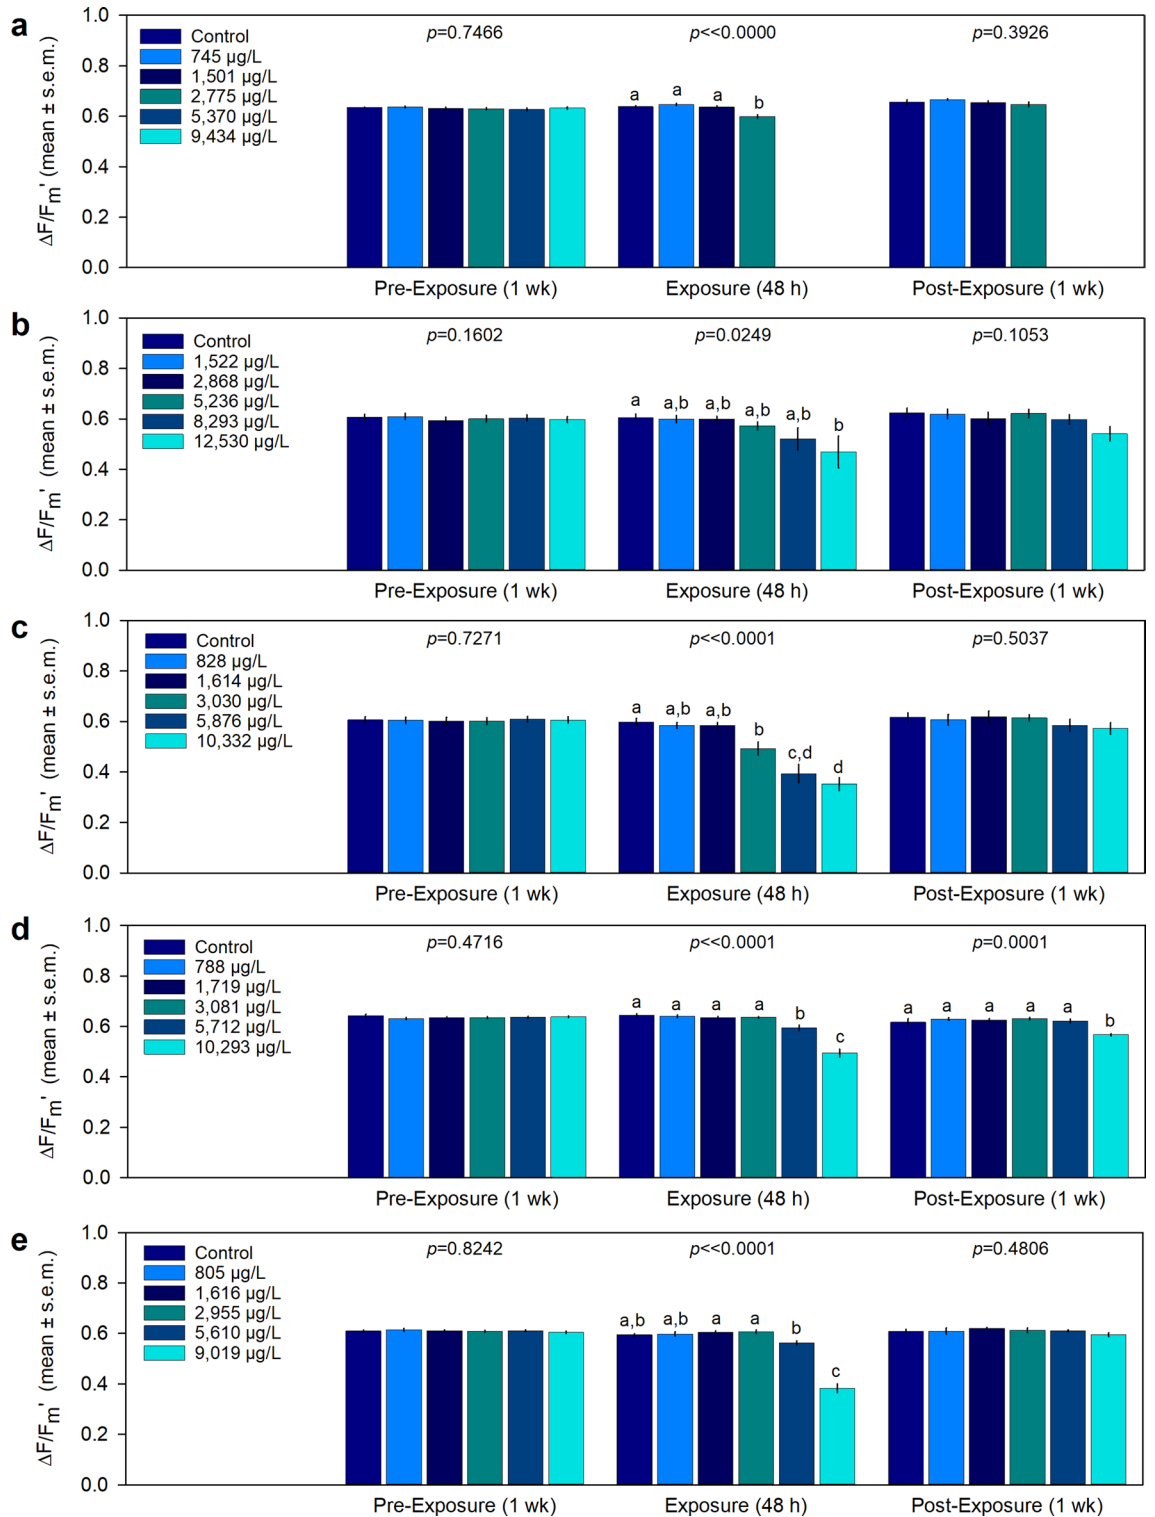 a
1.0
0.8
0.6
0.4
0.2
0.0
ΔF/Fm' (mean ± s.e.m.)
Control
745 µg/L
1,501 µg/L
2,775 µg/L
5,370 µg/L
9,434 µg/L
p=0.7466
p<<0.0000
p=0.3926
a a a b
Pre-Exposure (1 wk)
Exposure (48 h)
Post-Exposure (1 wk)
b
1.0
0.8
0.6
0.4
0.2
0.0
ΔF/Fm' (mean ± s.e.m.)
Control
1,522 µg/L
2,868 µg/L
5,236 µg/L
8,293 µg/L
12,530 µg/L
p=0.1602
p=0.0249
p=0.1053
a a,b a,b a,b a,b b
Pre-Exposure (1 wk)
Exposure (48 h)
Post-Exposure (1 wk)
c
1.0
0.8
0.6
0.4
0.2
0.0
ΔF/Fm' (mean ± s.e.m.)
Control
828 µg/L
1,614 µg/L
3,030 µg/L
5,876 µg/L
10,332 µg/L
p=0.7271
p<<0.0001
p=0.5037
a a,b a,b b c,d d
Pre-Exposure (1 wk)
Exposure (48 h)
Post-Exposure (1 wk)
d
1.0
0.8
0.6
0.4
0.2
0.0
ΔF/Fm' (mean ± s.e.m.)
Control
788 µg/L
1,719 µg/L
3,081 µg/L
5,712 µg/L
10,293 µg/L
p=0.4716
p<<0.0001
p=0.0001
a a a a b c
a a a a a b
Pre-Exposure (1 wk)
Exposure (48 h)
Post-Exposure (1 wk)
e
1.0
0.8
0.6
0.4
0.2
0.0
ΔF/Fm' (mean ± s.e.m.)
Control
805 µg/L
1,616 µg/L
2,955 µg/L
5,610 µg/L
9,019 µg/L
p=0.8242
p<<0.0001
p=0.4806
a,b a,b a a b c
Pre-Exposure (1 wk)
Exposure (48 h)
Post-Exposure (1 wk)